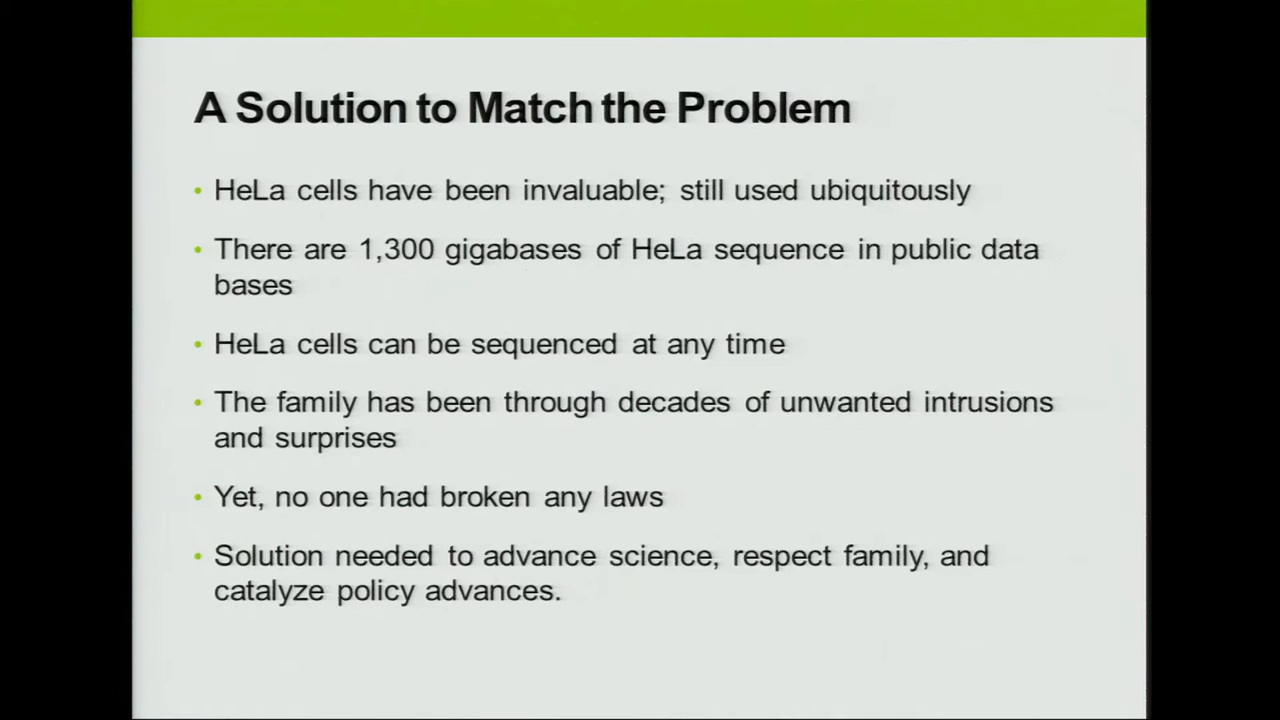 A Solution to Match the Problem
• HeLa cells have been invaluable; still used ubiquitously
• There are 1,300 gigabases of HeLa sequence in public data
bases
• HeLa cells can be sequenced at any time
• The family has been through decades of unwanted intrusions
and surprises
• Yet, no one had broken any laws
• Solution needed to advance science, respect family, and
catalyze policy advances.